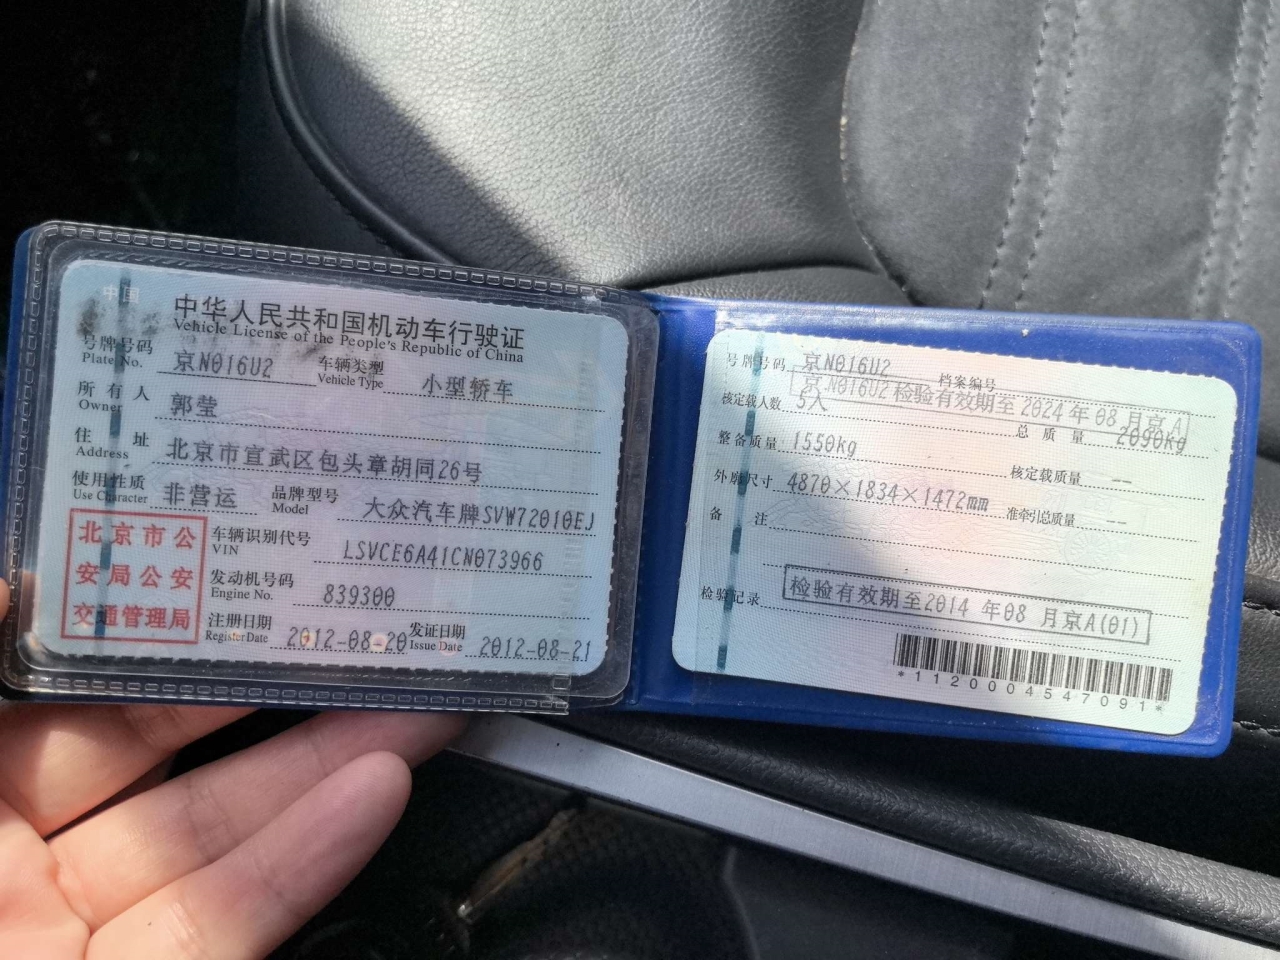 中国
中华人民共和国机动车行驶证
Vehicle License of the People's Republic of China
号牌号码 京N016U2 车辆类型 小型轿车
Plate No. Vehicle Type
所有人 郭莹
Owner
住址 北京市宣武区包头章胡同26号
Address
使用性质 非营运 品牌型号 大众汽车牌SVW72010EJ
Use Character Model
北京市公安局公安交通管理局
车辆识别代号 LSVCE6A41CN073966
VIN
发动机号码 839300
Engine No.
注册日期 2012-08-20 发证日期 2012-08-21
Register Date Issue Date
号牌号码 京N016U2 档案编号
京N016U2 检验有效期至2024年08月京A
核定载人数 5人 总质量 2090kg
整备质量 1550kg 核定载质量 --
外廓尺寸 4870×1834×1472mm 准牵引总质量 --
备注
检验记录 检验有效期至2014年08月京A(01)
*1120004547091*